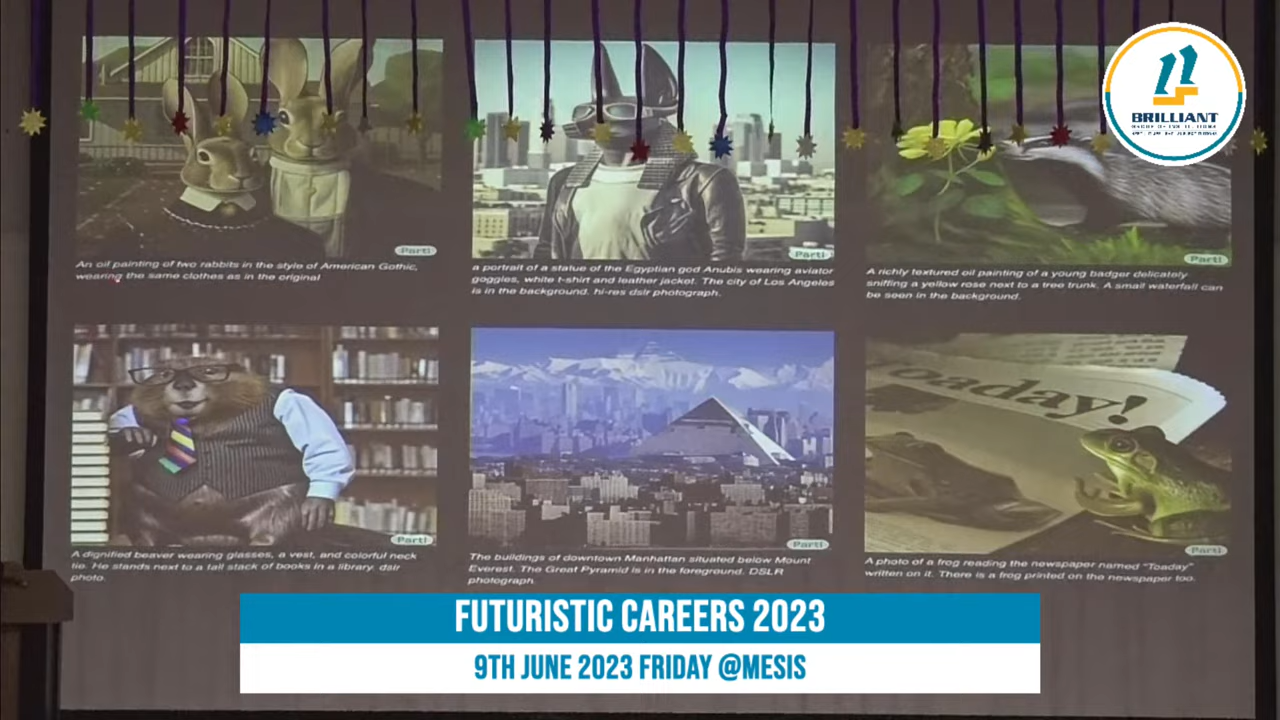 BRILLIANT
GROUP OF INSTITUTIONS
Parti
Parti
Parti
An oil painting of two rabbits in the style of American Gothic,
wearing the same clothes as in the original
a portrait of a statue of the Egyptian god Anubis wearing aviator
goggles, white t-shirt and leather jacket. The city of Los Angeles
is in the background. hi-res dslr photograph.
A richly textured oil painting of a young badger delicately
sniffing a yellow rose next to a tree trunk. A small waterfall can
be seen in the background.
Toaday!
Parti
Parti
Parti
A dignified beaver wearing glasses, a vest, and colorful neck
tie. He stands next to a tall stack of books in a library. dslr
photo.
The buildings of downtown Manhattan situated below Mount
Everest. The Great Pyramid is in the foreground. DSLR
photograph.
A photo of a frog reading the newspaper named "Toaday"
written on it. There is a frog printed on the newspaper too.
FUTURISTIC CAREERS 2023
9TH JUNE 2023 FRIDAY @MESIS